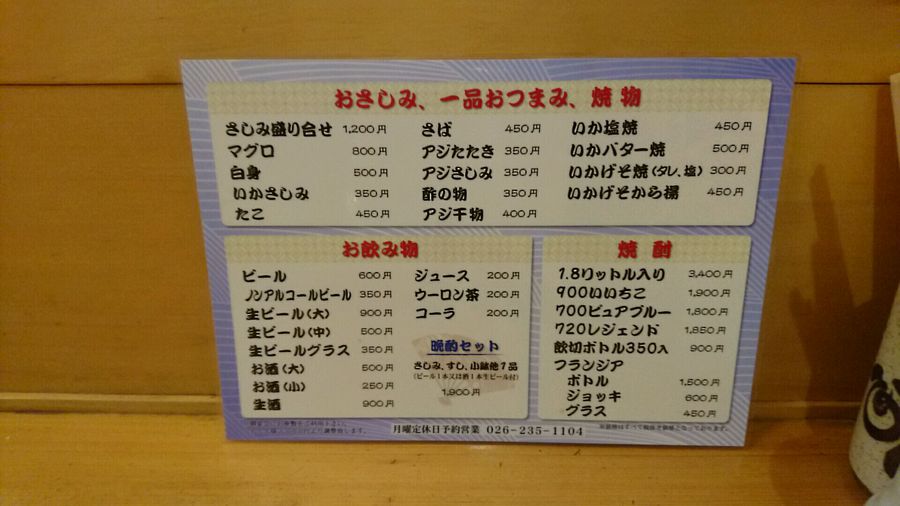 おさしみ、一品おつまみ、焼物
さしみ盛り合せ 1,200円
マグロ 800円
白身 500円
いかさしみ 350円
たこ 450円
さば 450円
アジたたき 350円
アジさしみ 350円
酢の物 350円
アジ干物 400円
いか塩焼 450円
いかバター焼 500円
いかげそ焼(タレ、塩) 300円
いかげそから揚 450円
お飲み物
ビール 600円
ノンアルコールビール 350円
生ビール(大) 900円
生ビール(中) 500円
生ビールグラス 350円
お酒(大) 500円
お酒(小) 250円
生酒 900円
ジュース 200円
ウーロン茶 200円
コーラ 200円
晩酌セット
さしみ、すし、小鉢他1品
(ビール1本又は酒1本生ビール付)
1,900円
焼酎
1.8リットル入り 3,400円
900いいちこ 1,900円
700ピュアブルー 1,800円
720レジェンド 1,850円
飲切ボトル350入 900円
フランジア
ボトル 1,500円
ジョッキ 600円
グラス 450円
月曜定休日予約営業 026-235-1104